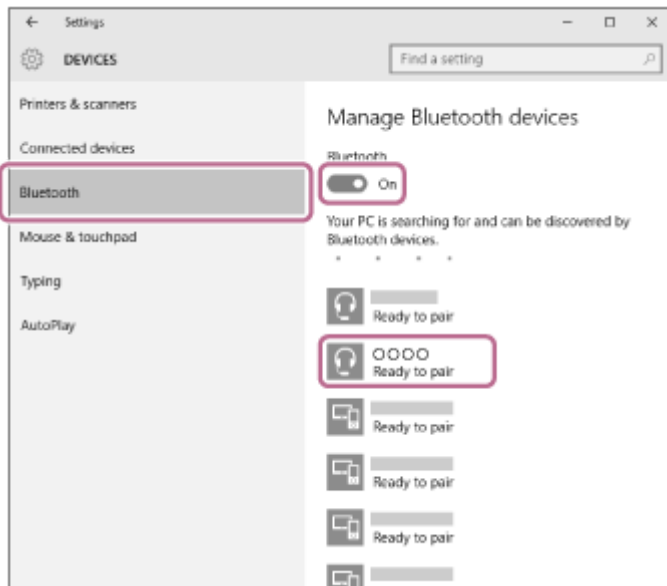 Settings
DEVICES
Find a setting
Printers & scanners
Connected devices
Bluetooth
Mouse & touchpad
Typing
AutoPlay
Manage Bluetooth devices
Bluetooth
On
Your PC is searching for and can be discovered by
Bluetooth devices.
Ready to pair
OOOO
Ready to pair
Ready to pair
Ready to pair
Ready to pair